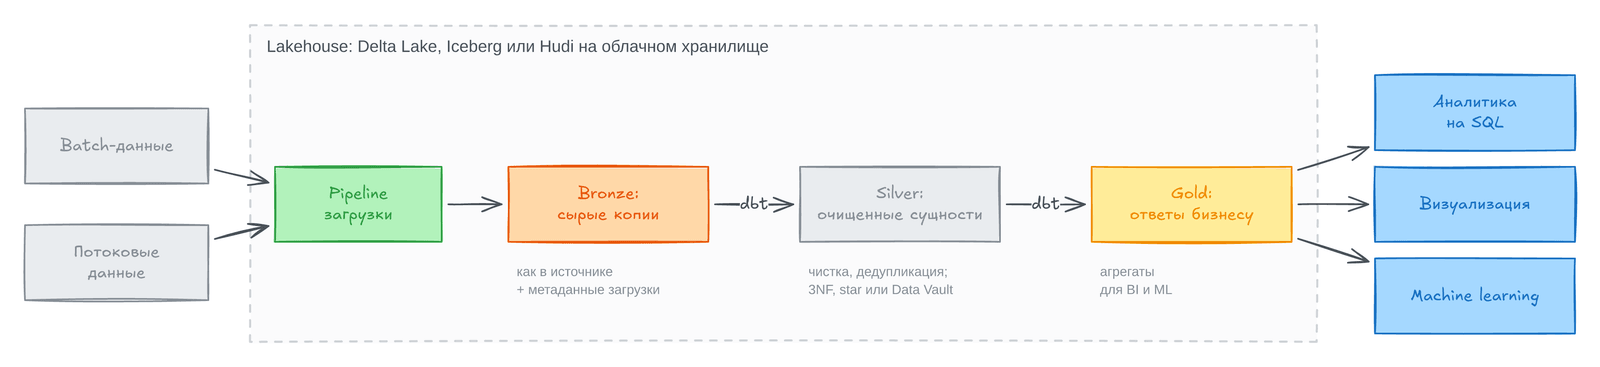 Lakehouse: Delta Lake, Iceberg или Hudi на облачном хранилище
Batch-данные
Потоковые
данные
Pipeline
загрузки
Bronze:
сырые копии
как в источнике
+ метаданные загрузки
dbt
Silver:
очищенные сущности
чистка, дедупликация;
3NF, star или Data Vault
dbt
Gold:
ответы бизнесу
агрегаты
для BI и ML
Аналитика
на SQL
Визуализация
Machine learning